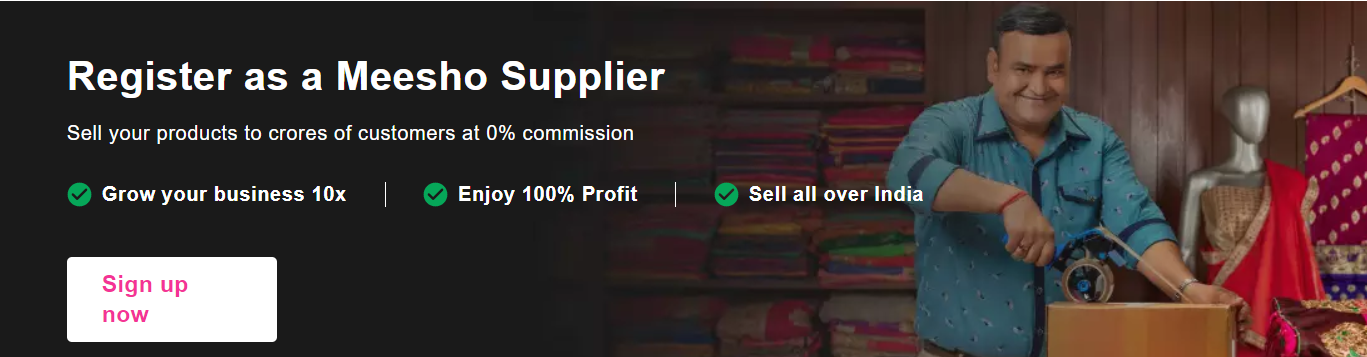 Register as a Meesho Supplier
Sell your products to crores of customers at 0% commission
Grow your business 10x
Enjoy 100% Profit
Sell all over India
Sign up
now